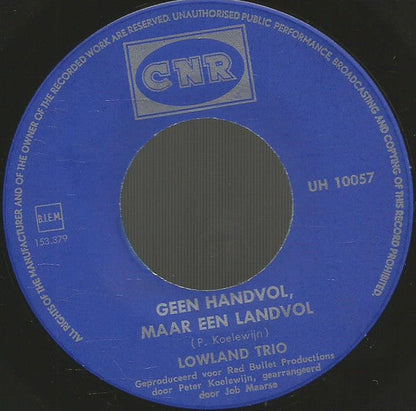 ALL RIGHTS OF THE MANUFACTURER AND OF THE OWNER OF THE RECORDED WORK ARE RESERVED. UNAUTHORISED PUBLIC PERFORMANCE, BROADCASTING AND COPYING OF THIS RECORD PROHIBITED.
CNR
UH 10057
B.I.E.M.
153.379
GEEN HANDVOL,
MAAR EEN LANDVOL
(P. Koelewijn)
LOWLAND TRIO
Geproduceerd voor Red Bullet Productions
door Peter Koelewijn, gearrangeerd
door Job Maarse